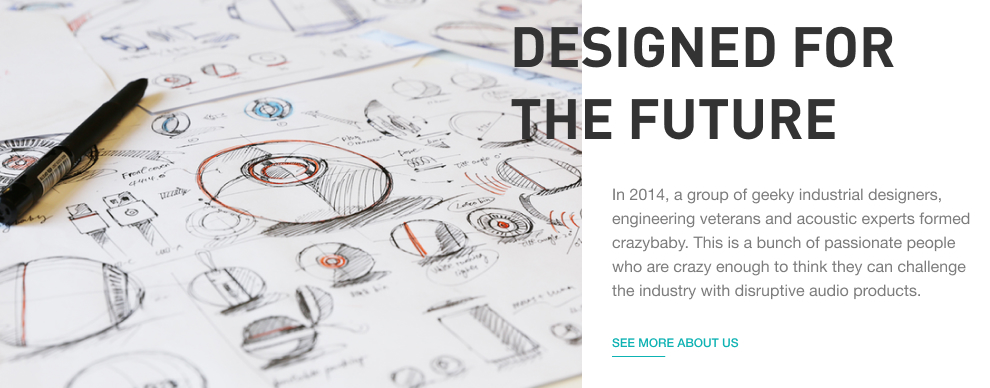 DESIGNED FOR
THE FUTURE
In 2014, a group of geeky industrial designers,
engineering veterans and acoustic experts formed
crazybaby. This is a bunch of passionate people
who are crazy enough to think they can challenge
the industry with disruptive audio products.
SEE MORE ABOUT US